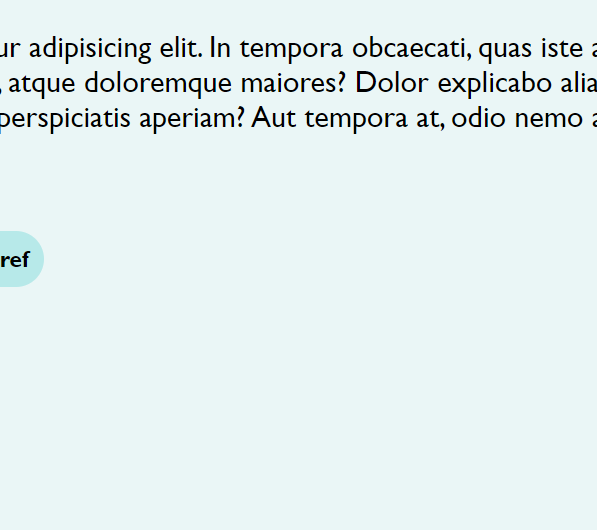 ur adipisicing elit. In tempora obcaecati, quas iste a
, atque doloremque maiores? Dolor explicabo alia
perspiciatis aperiam? Aut tempora at, odio nemo a
ref